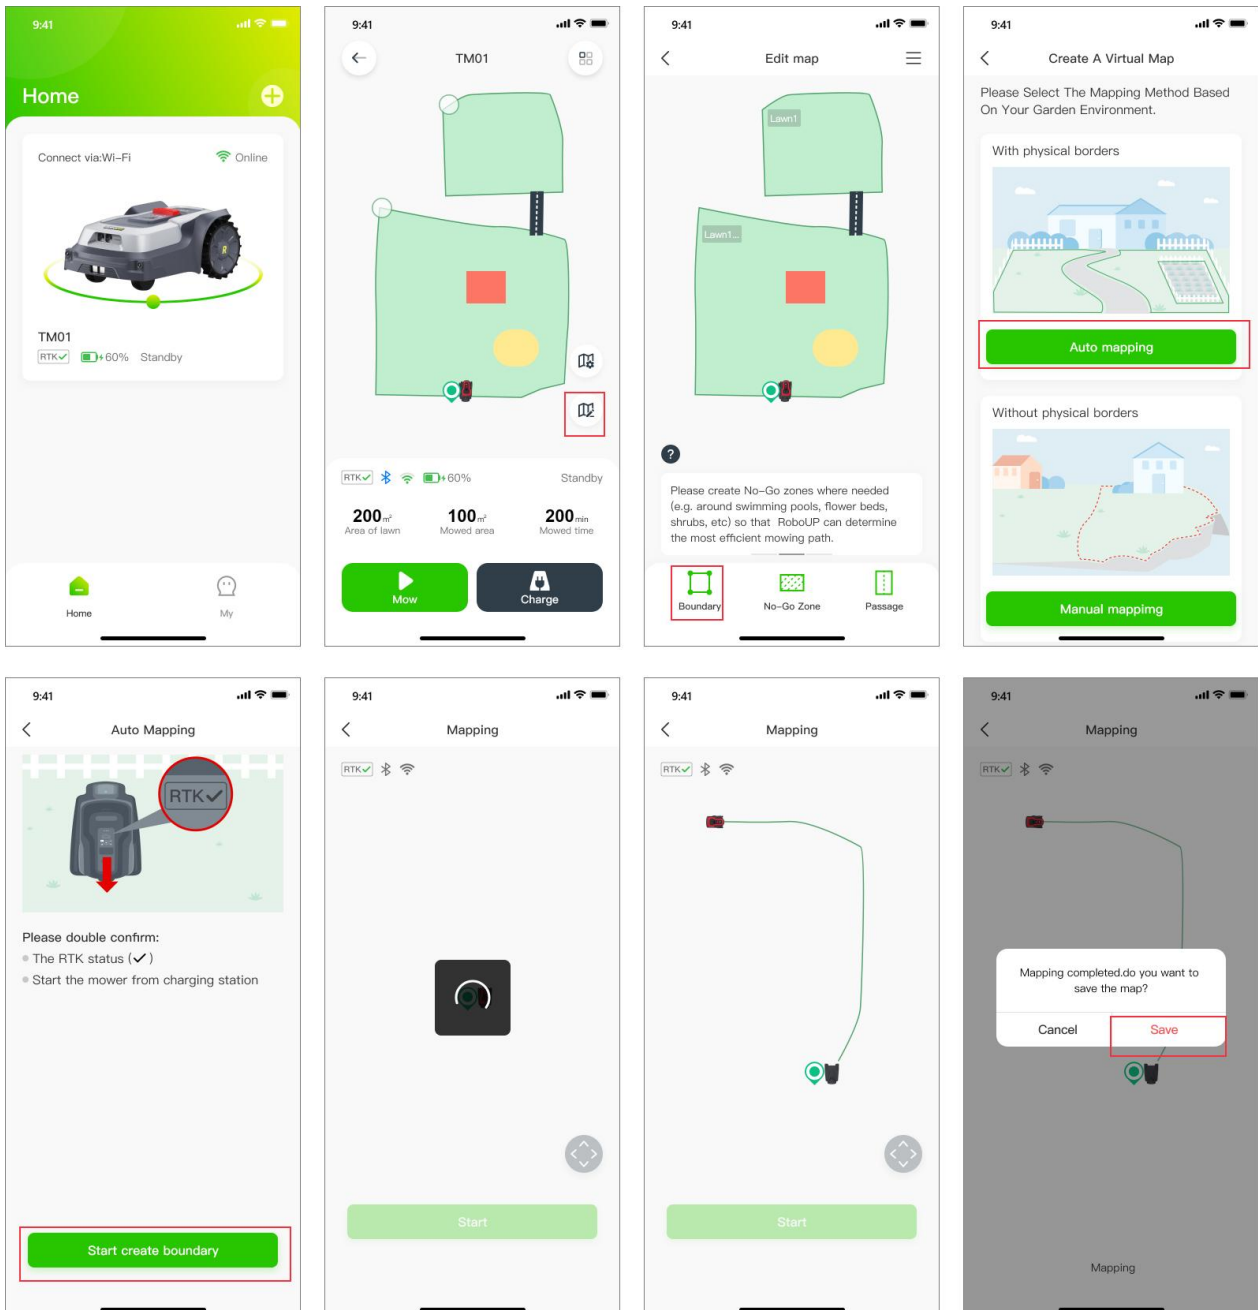 9:41
Home
Connect via:Wi-Fi
Online
TM01
RTK✓
60%
Standby
Home
My
9:41
TM01
RTK✓
60%
Standby
200 m²
100 m²
200 min
Area of lawn
Mowed area
Mowed time
Mow
Charge
9:41
Edit map
Lawn1
Lawn1...
?
Please create No-Go zones where needed
(e.g. around swimming pools, flower beds,
shrubs, etc) so that RoboUP can determine
the most efficient mowing path.
Boundary
No-Go Zone
Passage
9:41
Create A Virtual Map
Please Select The Mapping Method Based
On Your Garden Environment.
With physical borders
Auto mapping
Without physical borders
Manual mappimg
9:41
Auto Mapping
RTK✓
Please double confirm:
The RTK status (✓)
Start the mower from charging station
Start create boundary
9:41
Mapping
RTK✓
Start
9:41
Mapping
RTK✓
Start
9:41
Mapping
RTK✓
Mapping completed.do you want to
save the map?
Cancel
Save
Mapping